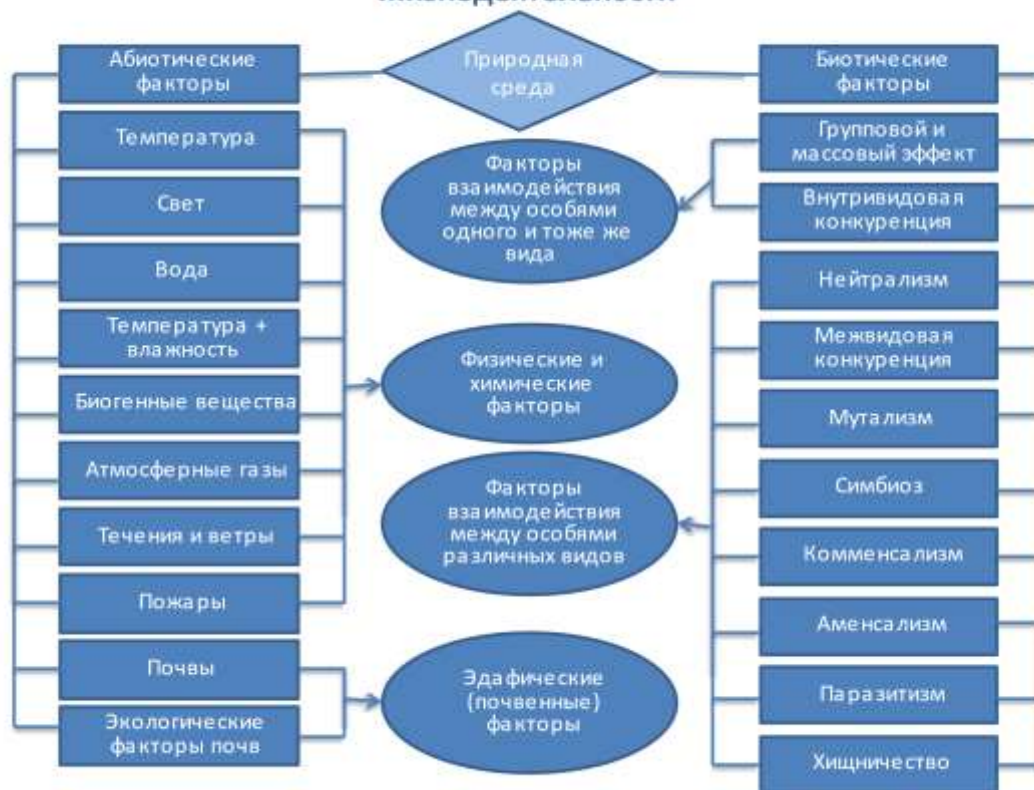 Природная
среда
Абиотические
факторы
Температура
Свет
Вода
Температура +
влажность
Биогенные вещества
Атмосферные газы
Течения и ветры
Пожары
Почвы
Экологические
факторы почв
Факторы
взаимодействия
между особями
одного и тоже же
вида
Физические и
химические
факторы
Факторы
взаимодействия
между особями
различных видов
Эдафические
(почвенные)
факторы
Биотические
факторы
Групповой и
массовый эффект
Внутривидовая
конкуренция
Нейтрализм
Межвидовая
конкуренция
Мутализм
Симбиоз
Комменсализм
Аменсализм
Паразитизм
Хищничество